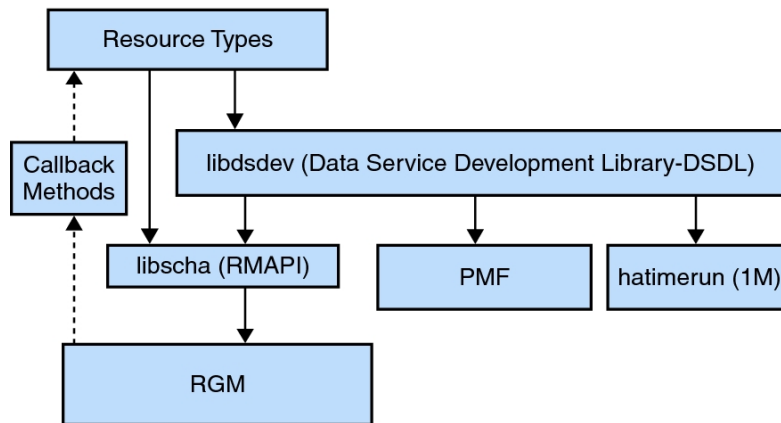 Resource Types
Callback
Methods
libdsdev (Data Service Development Library-DSDL)
libscha (RMAPI)
PMF
hatimerun (1M)
RGM